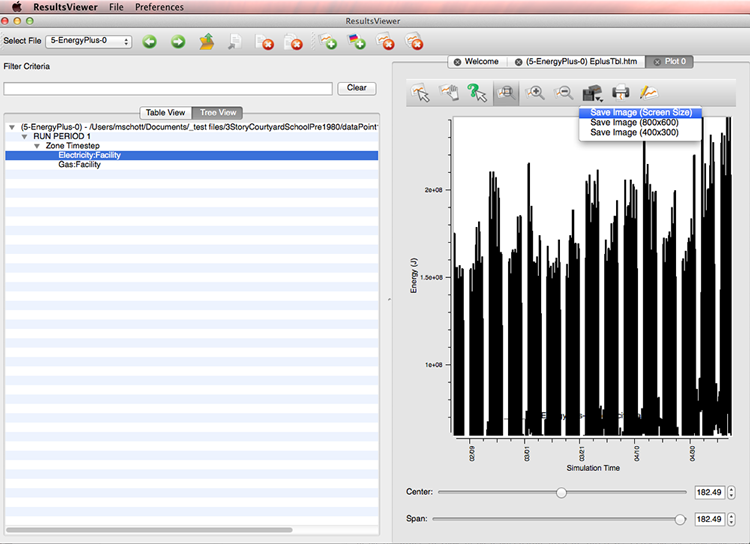 ResultsViewer File Preferences
ResultsViewer
Select File 5-EnergyPlus-0
Welcome (5-EnergyPlus-0) EplusTbl.htm Plot 0
Filter Criteria
Clear
Table View Tree View
(5-EnergyPlus-0) - /Users/mschott/Documents/_test files/3StoryCourtyardSchoolPre1980/dataPoint
RUN PERIOD 1
Zone Timestep
Electricity:Facility
Gas:Facility
Save Image (Screen Size)
Save Image (800x600)
Save Image (400x300)
2e+08
1.5e+08
1e+08
Energy (J)
02/09 03/01 03/21 04/10 04/30
Simulation Time
Center: 182.49
Span: 182.49